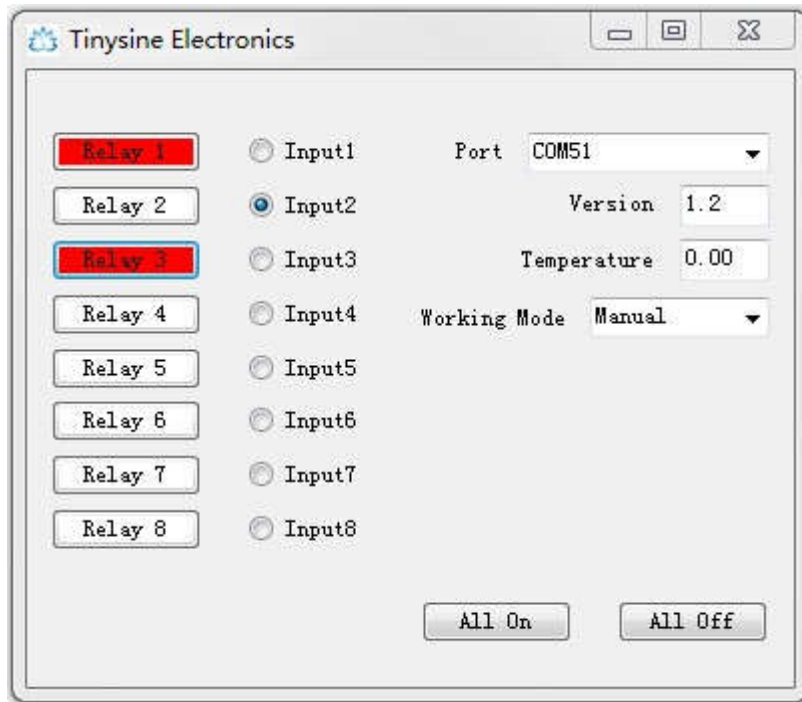 Tinysine Electronics
Relay 1 Input1 Port COM51
Relay 2 Input2 Version 1.2
Relay 3 Input3 Temperature 0.00
Relay 4 Input4 Working Mode Manual
Relay 5 Input5
Relay 6 Input6
Relay 7 Input7
Relay 8 Input8
All On All Off